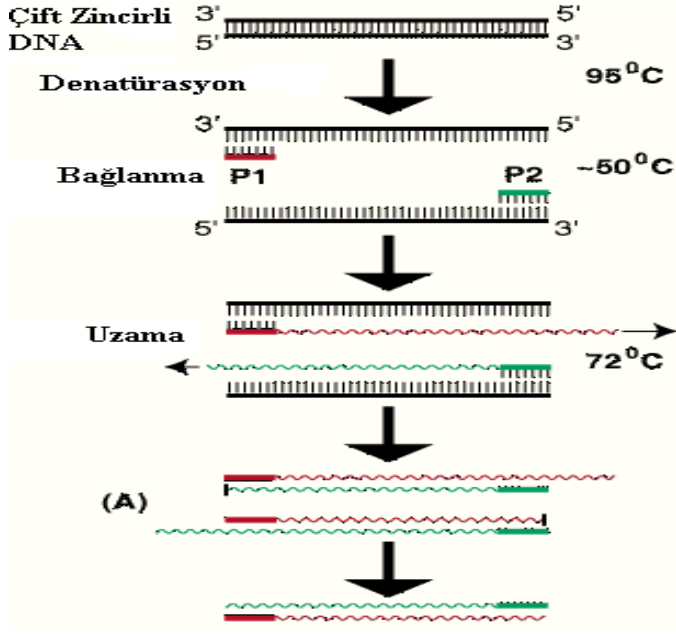 Çift Zincirli 3' 5'
DNA 5' 3'
Denatürasyon 95⁰C
3' 5'
Bağlanma P1 P2 ~50⁰C
5' 3'
Uzama 72⁰C
(A)